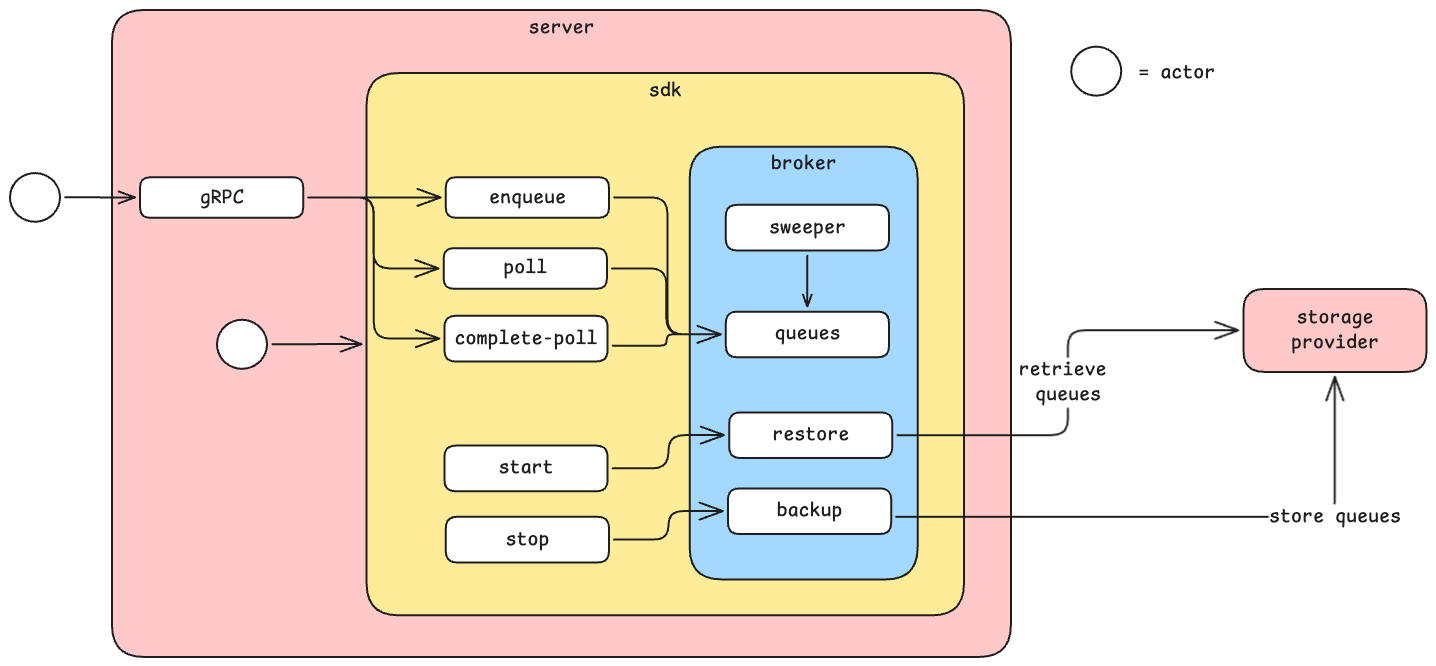 server
= actor
sdk
broker
gRPC
enqueue
sweeper
poll
complete-poll
queues
storage
provider
retrieve
queues
restore
start
backup
store queues
stop